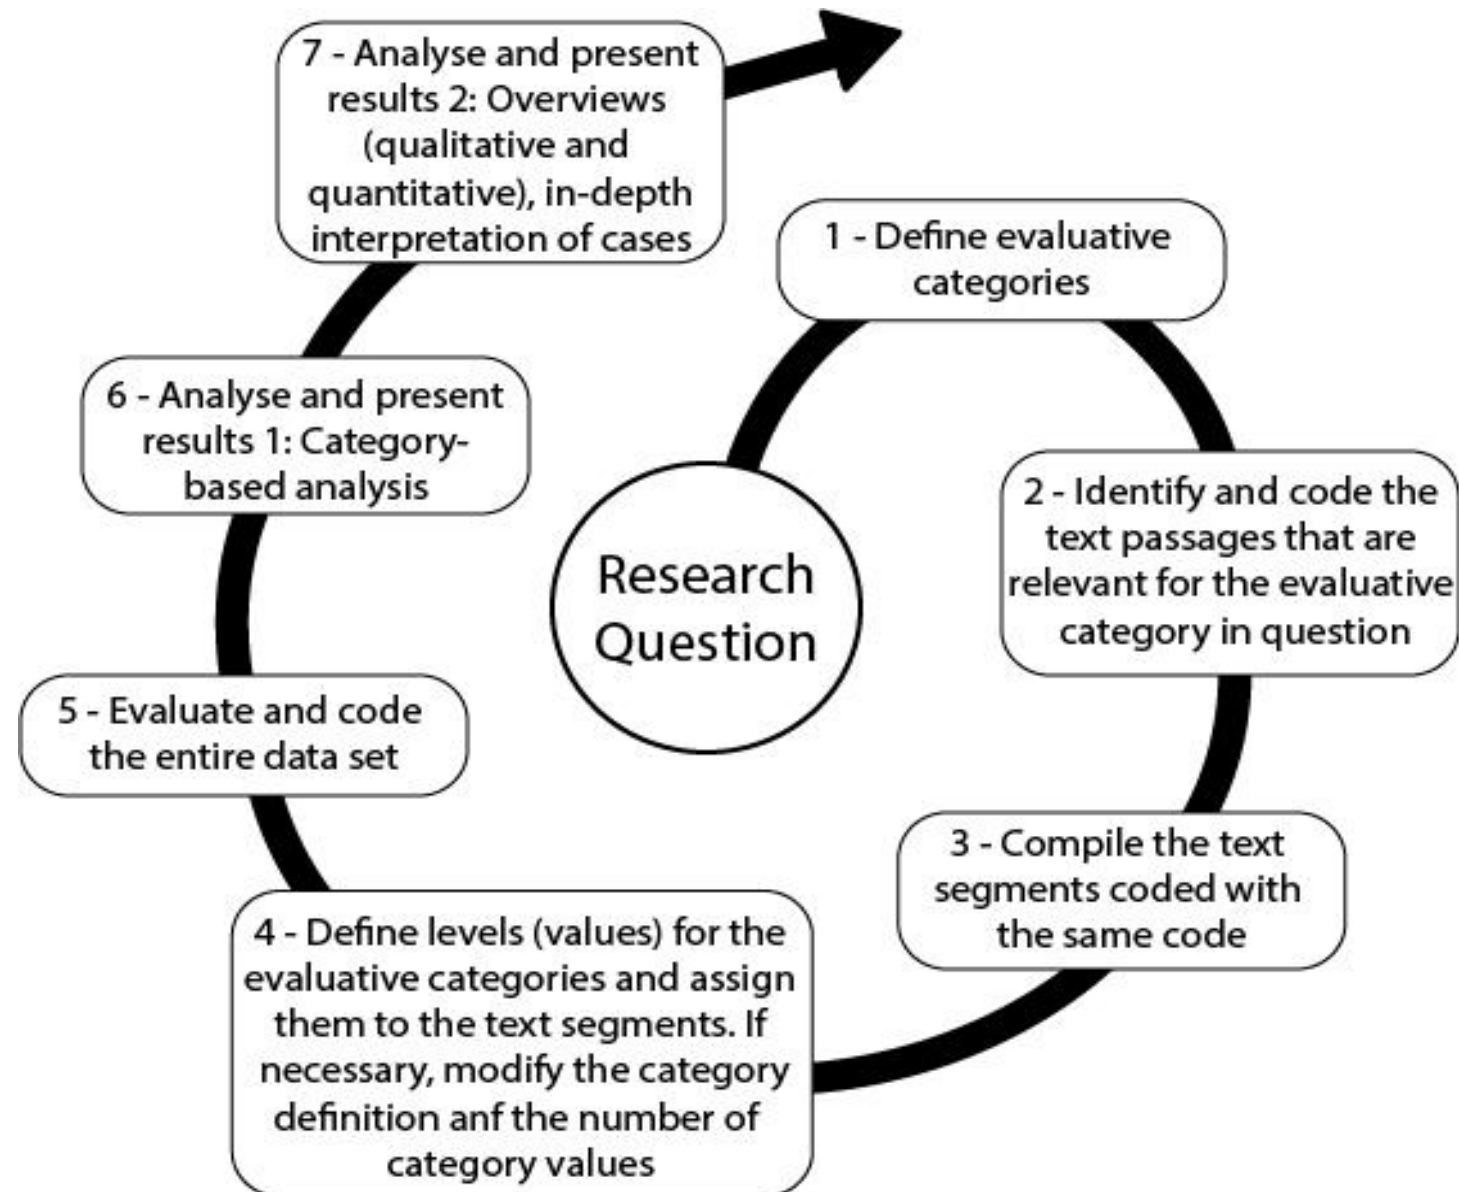 Research
Question
1 - Define evaluative
categories
2 - Identify and code the
text passages that are
relevant for the evaluative
category in question
3 - Compile the text
segments coded with
the same code
4 - Define levels (values) for the
evaluative categories and assign
them to the text segments. If
necessary, modify the category
definition anf the number of
category values
5 - Evaluate and code
the entire data set
6 - Analyse and present
results 1: Category-
based analysis
7 - Analyse and present
results 2: Overviews
(qualitative and
quantitative), in-depth
interpretation of cases